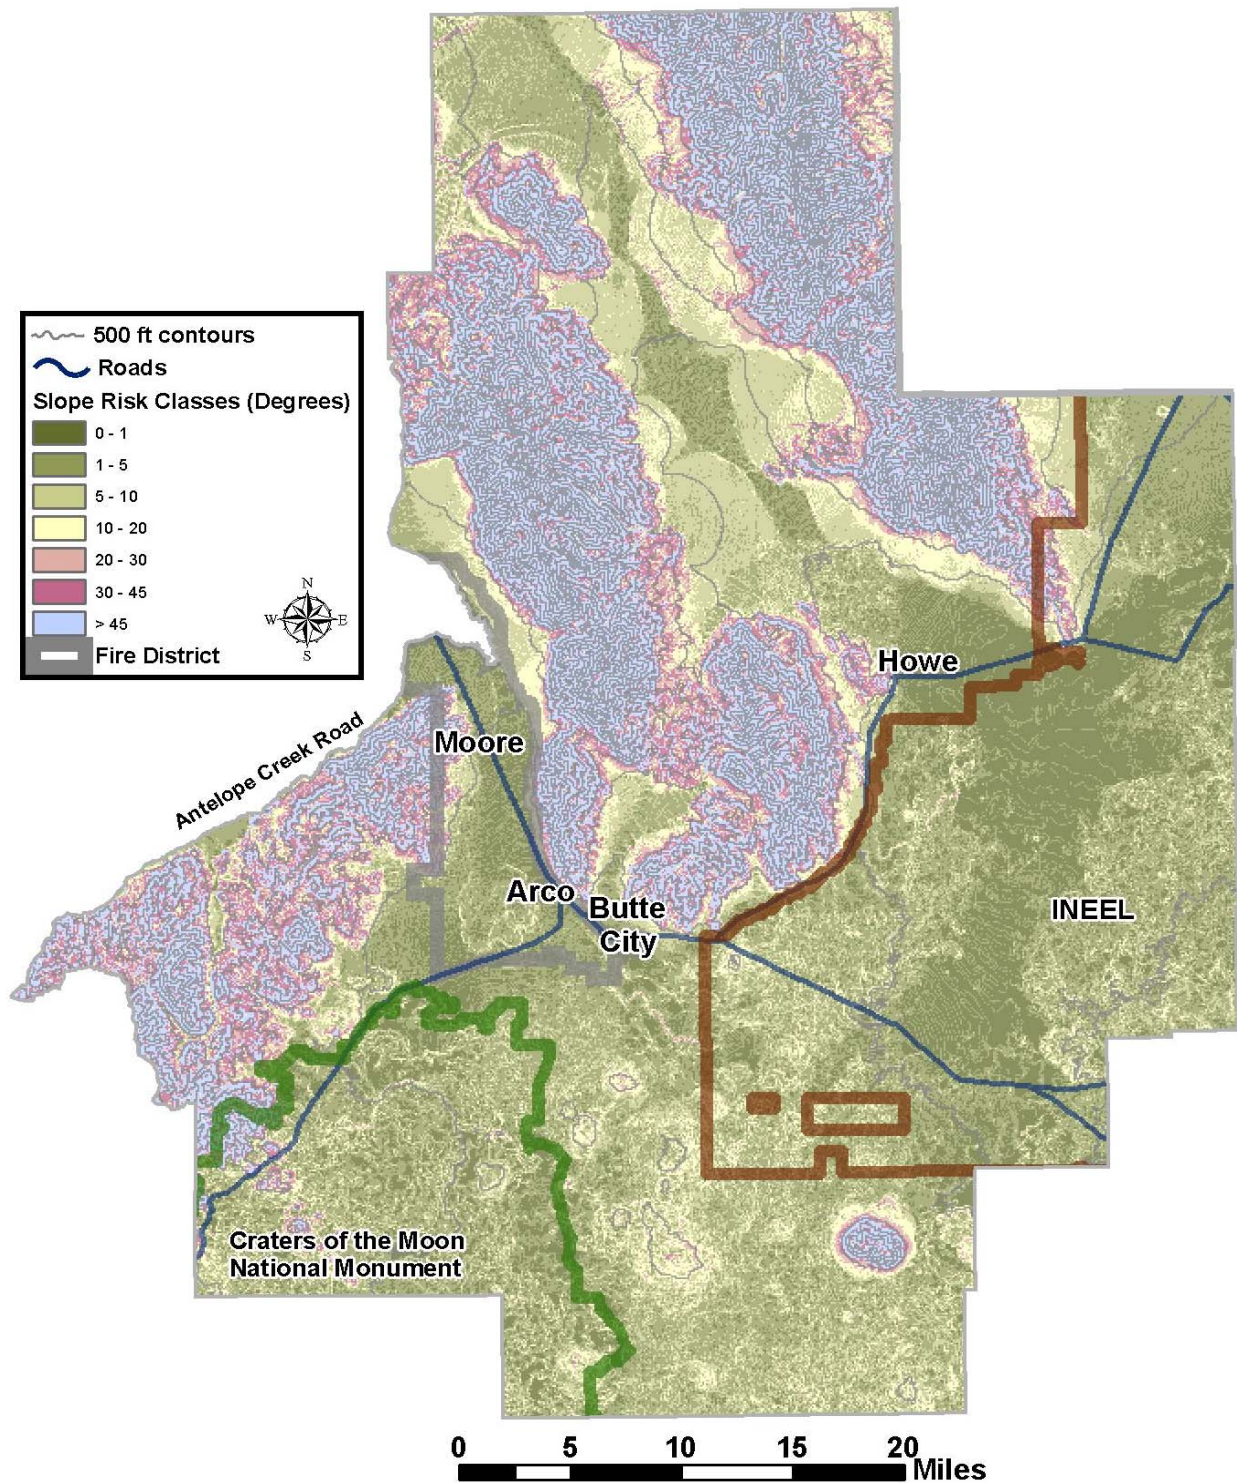 500 ft contours
Roads
Slope Risk Classes (Degrees)
0 - 1
1 - 5
5 - 10
10 - 20
20 - 30
30 - 45
> 45
Fire District
N
W E
S
Howe
Moore
Antelope Creek Road
Arco
Butte
City
INEEL
Craters of the Moon
National Monument
0 5 10 15 20
Miles